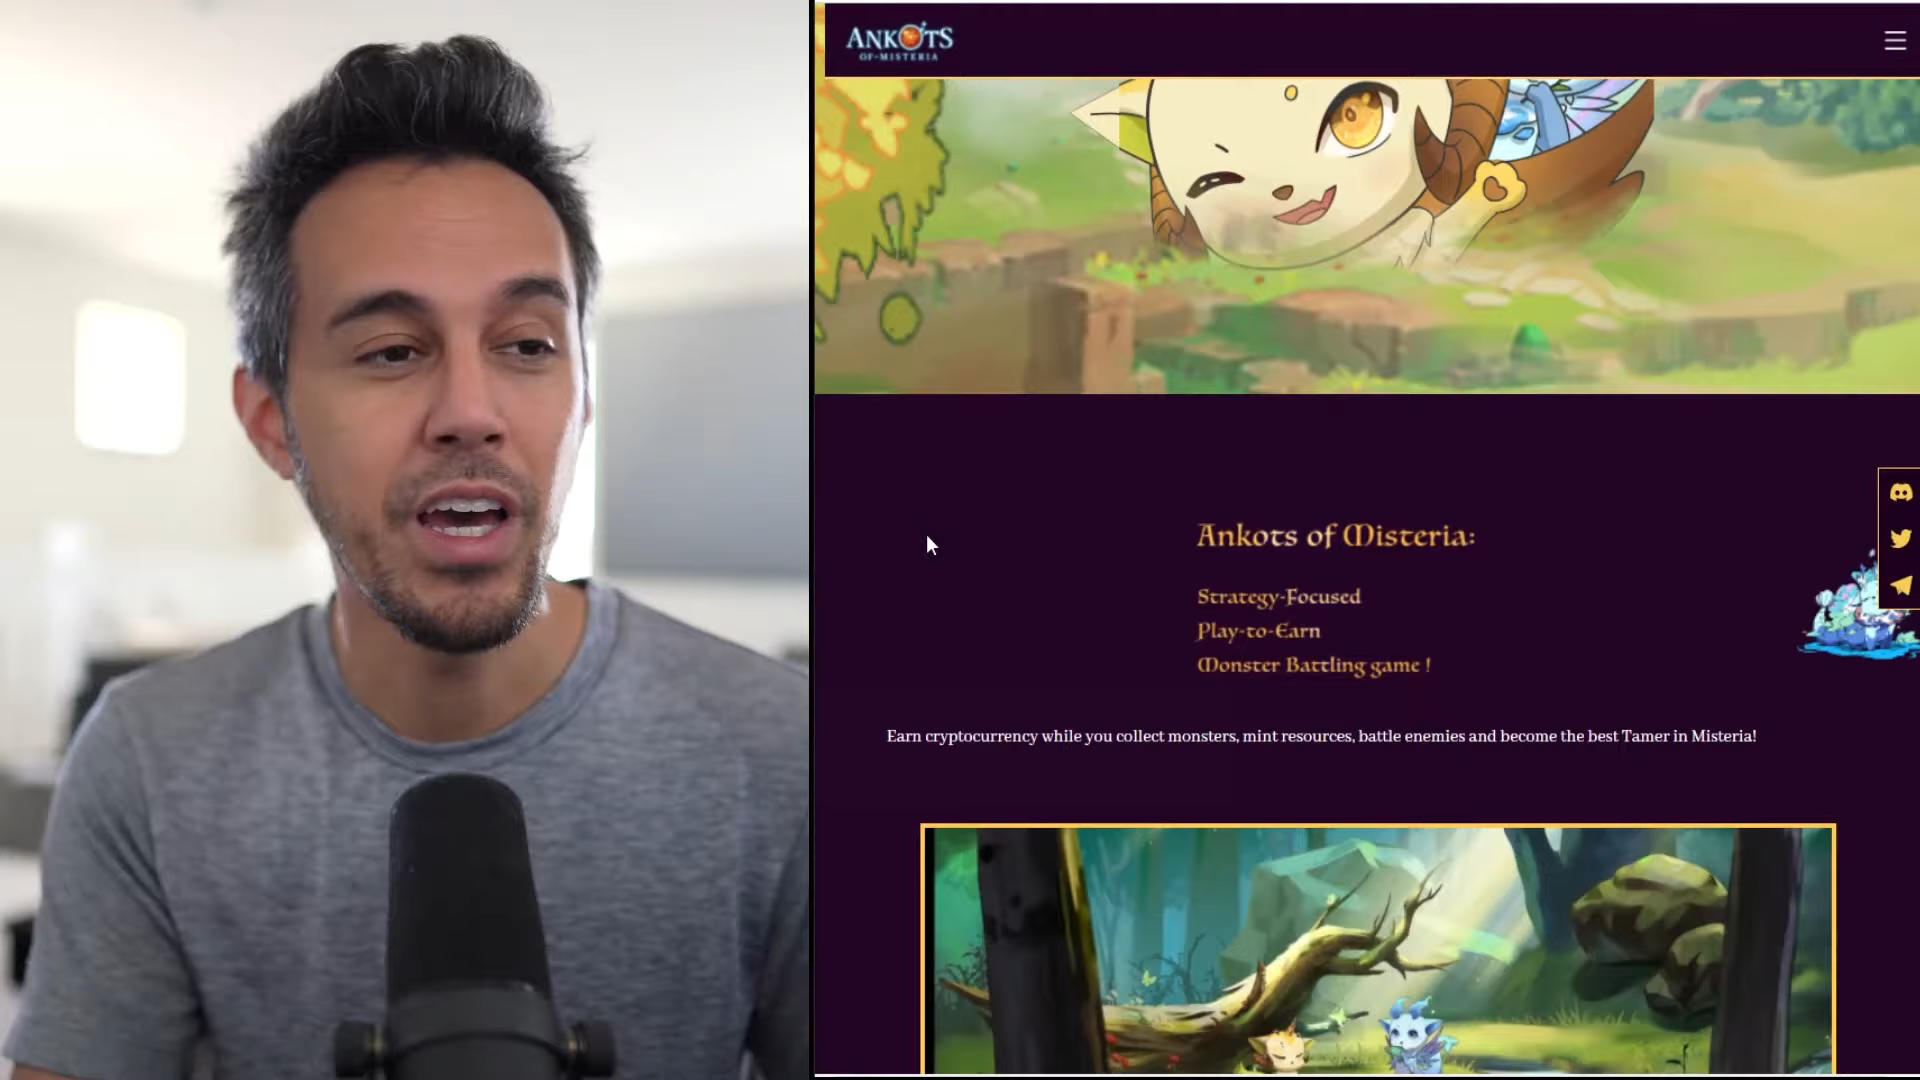 ANKOTS
OF-MISTERIA
Ankots of Misteria:
Strategy-Focused
Play-to-Earn
Monster Battling game !
Earn cryptocurrency while you collect monsters, mint resources, battle enemies and become the best Tamer in Misteria!